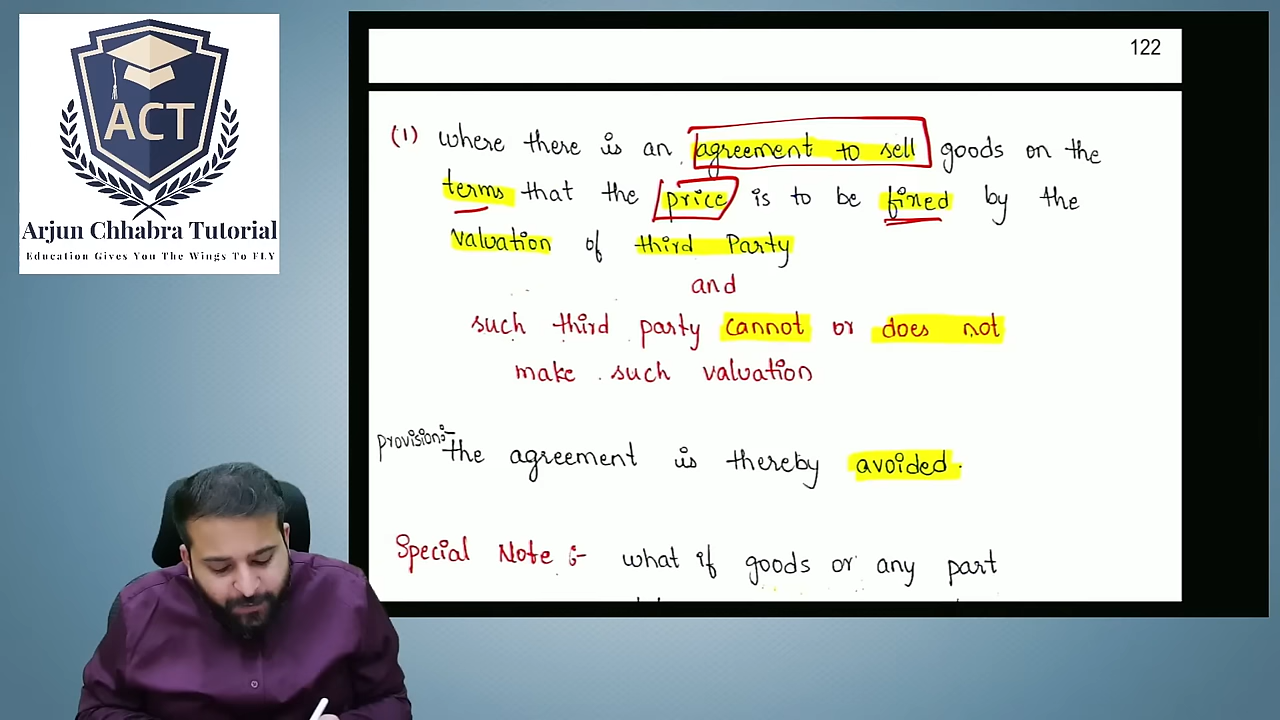 ACT
Arjun Chhabra Tutorial
Education Gives You The Wings To FLY
122
(1) where there is an agreement to sell goods on the
terms that the price is to be fixed by the
valuation of third Party
and
such third party cannot or does not
make such valuation
provision:- the agreement is thereby avoided.
Special Note :- what if goods or any part